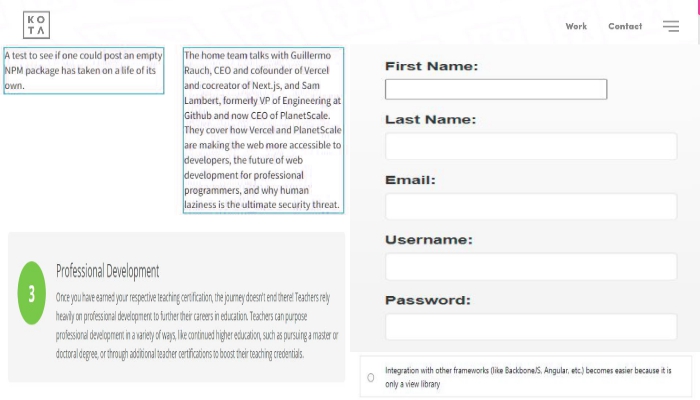 KO
TA
Work
Contact
A test to see if one could post an empty
NPM package has taken on a life of its
own.
The home team talks with Guillermo
Rauch, CEO and cofounder of Vercel
and cocreator of Next.js, and Sam
Lambert, formerly VP of Engineering at
Github and now CEO of PlanetScale.
They cover how Vercel and PlanetScale
are making the web more accessible to
developers, the future of web
development for professional
programmers, and why human
laziness is the ultimate security threat.
3
Professional Development
Once you have earned your respective teaching certification, the journey doesn't end there! Teachers rely
heavily on professional development to further their careers in education. Teachers can purpose
professional development in a variety of ways, like continued higher education, such as pursuing a master or
doctoral degree, or through additional teacher certifications to boost their teaching credentials.
First Name:
Last Name:
Email:
Username:
Password:
Integration with other frameworks (like Backbone/S, Angular, etc.) becomes easier because it is
only a view library